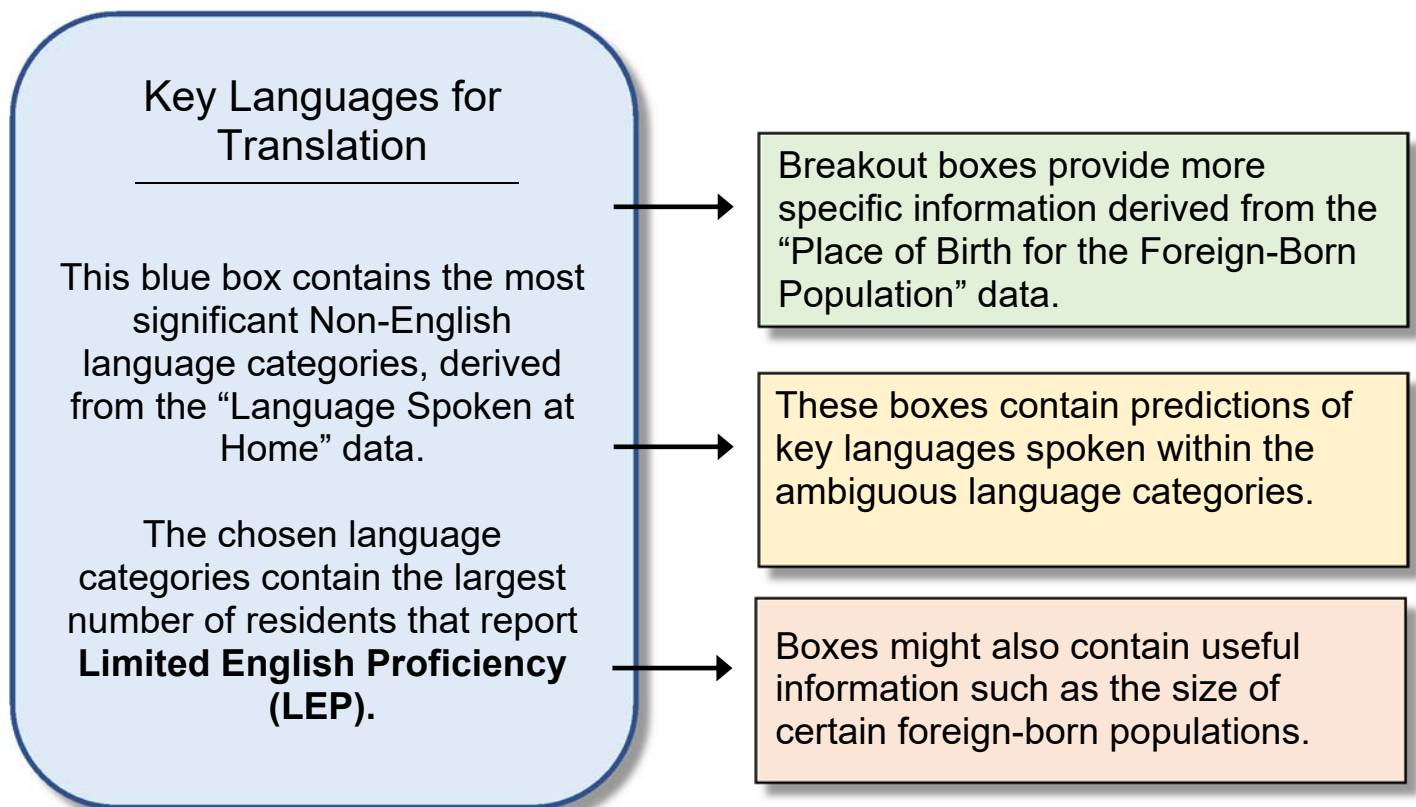 Key Languages for
Translation
This blue box contains the most
significant Non-English
language categories, derived
from the “Language Spoken at
Home” data.
The chosen language
categories contain the largest
number of residents that report
Limited English Proficiency
(LEP).
Breakout boxes provide more
specific information derived from the
“Place of Birth for the Foreign-Born
Population” data.
These boxes contain predictions of
key languages spoken within the
ambiguous language categories.
Boxes might also contain useful
information such as the size of
certain foreign-born populations.